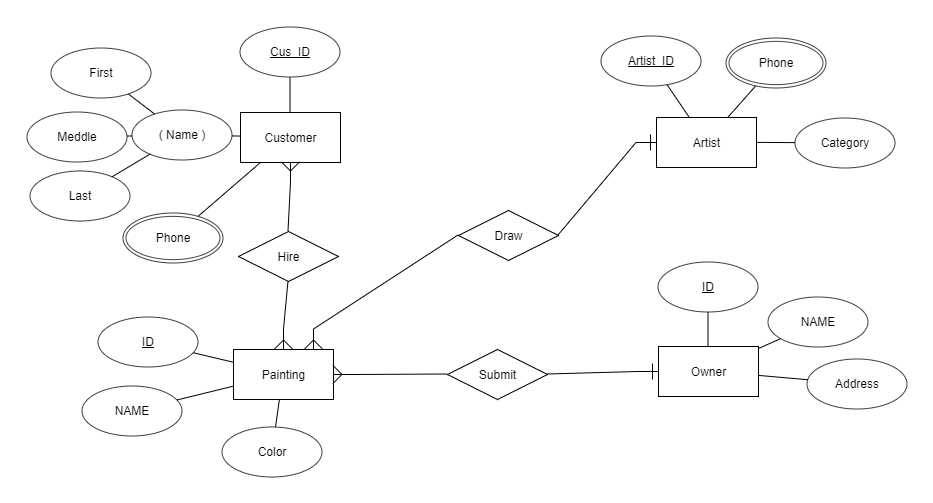 Cus_ID
First
Artist_ID
Phone
Meddle
( Name )
Customer
Artist
Category
Last
Phone
Draw
Hire
ID
NAME
ID
Painting
Submit
Owner
Address
NAME
Color